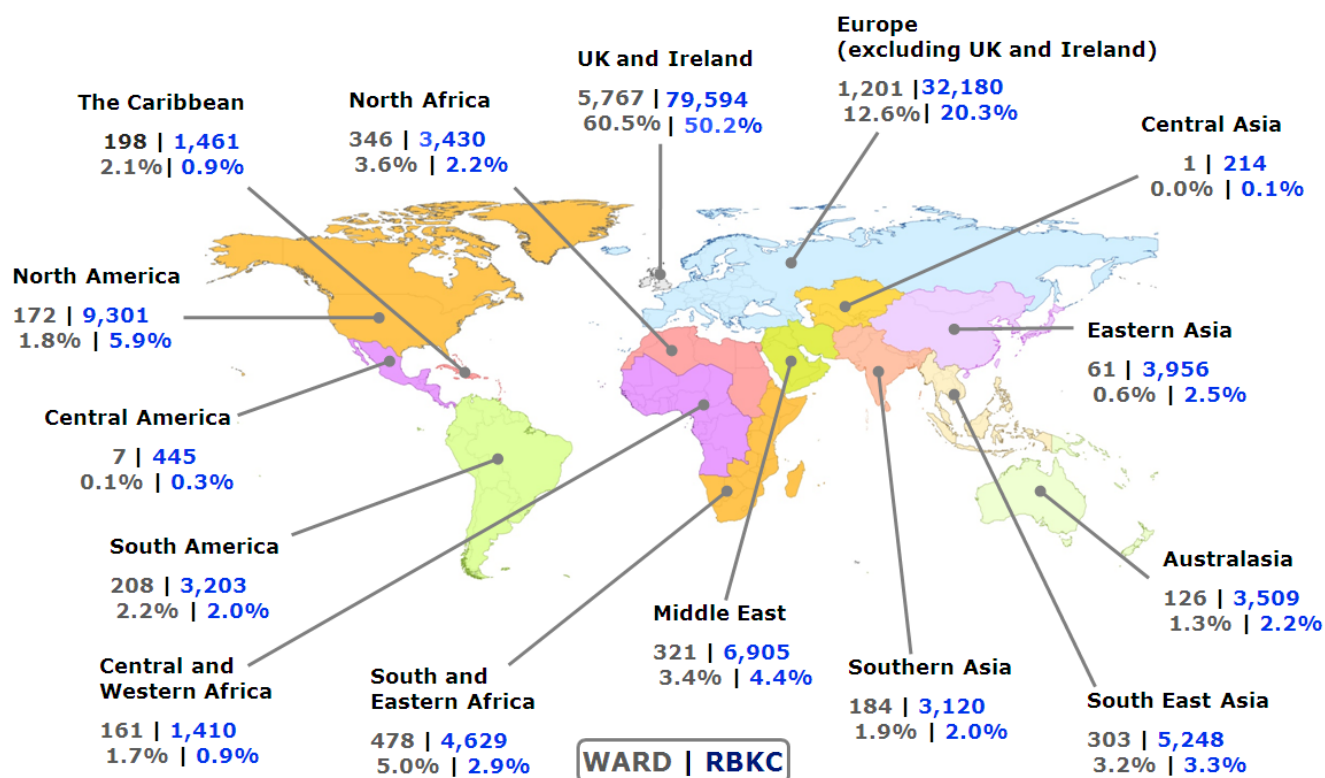 Europe
(excluding UK and Ireland)
1,201 | 32,180
12.6% | 20.3%
UK and Ireland
5,767 | 79,594
60.5% | 50.2%
The Caribbean
198 | 1,461
2.1% | 0.9%
North Africa
346 | 3,430
3.6% | 2.2%
Central Asia
1 | 214
0.0% | 0.1%
North America
172 | 9,301
1.8% | 5.9%
Eastern Asia
61 | 3,956
0.6% | 2.5%
Central America
7 | 445
0.1% | 0.3%
South America
208 | 3,203
2.2% | 2.0%
Australasia
126 | 3,509
1.3% | 2.2%
Middle East
321 | 6,905
3.4% | 4.4%
Central and
Western Africa
161 | 1,410
1.7% | 0.9%
South and
Eastern Africa
478 | 4,629
5.0% | 2.9%
Southern Asia
184 | 3,120
1.9% | 2.0%
South East Asia
303 | 5,248
3.2% | 3.3%
WARD | RBKC